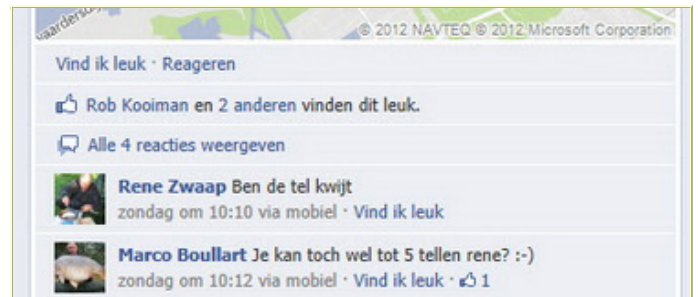 vaardersd
© 2012 NAVTEQ © 2012 Microsoft Corporation
Vind ik leuk · Reageren
Rob Kooiman en 2 anderen vinden dit leuk.
Alle 4 reacties weergeven
Rene Zwaap Ben de tel kwijt
zondag om 10:10 via mobiel · Vind ik leuk
Marco Boullart Je kan toch wel tot 5 tellen rene? :-)
zondag om 10:12 via mobiel · Vind ik leuk · 1